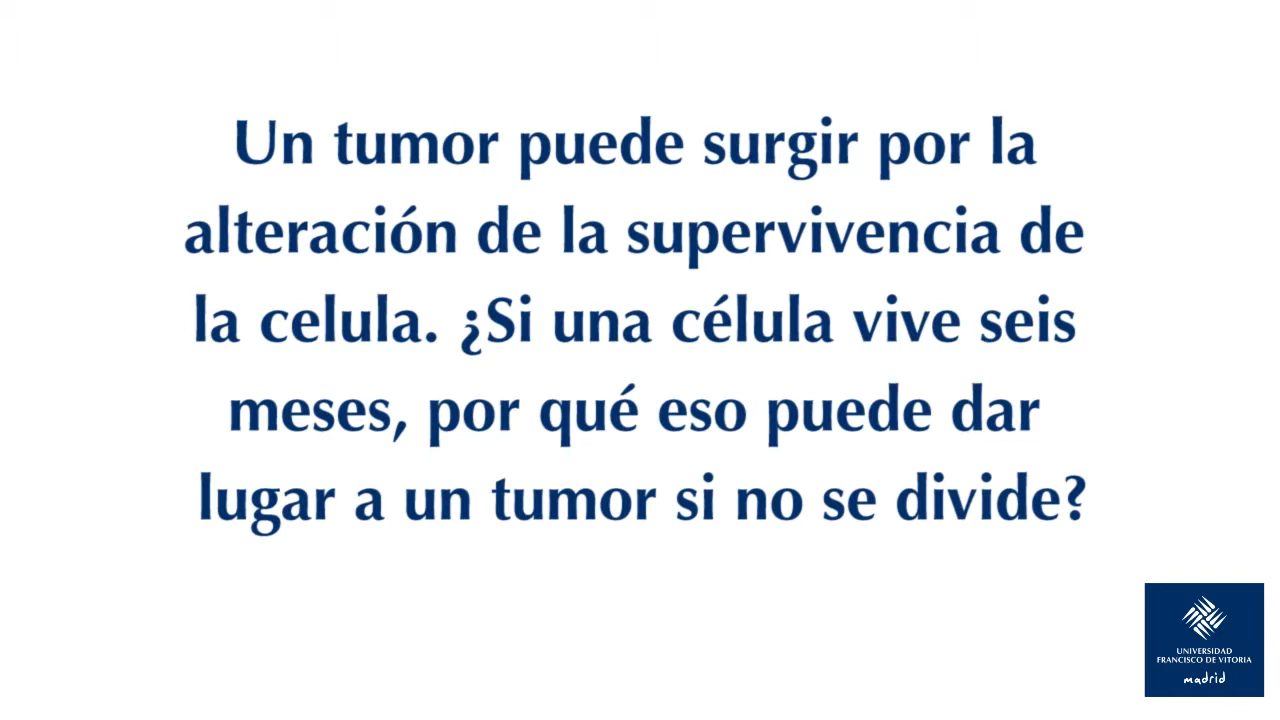 Un tumor puede surgir por la
alteración de la supervivencia de
la celula. ¿Si una célula vive seis
meses, por qué eso puede dar
lugar a un tumor si no se divide?
UNIVERSIDAD
FRANCISCO DE VITORIA
madrid